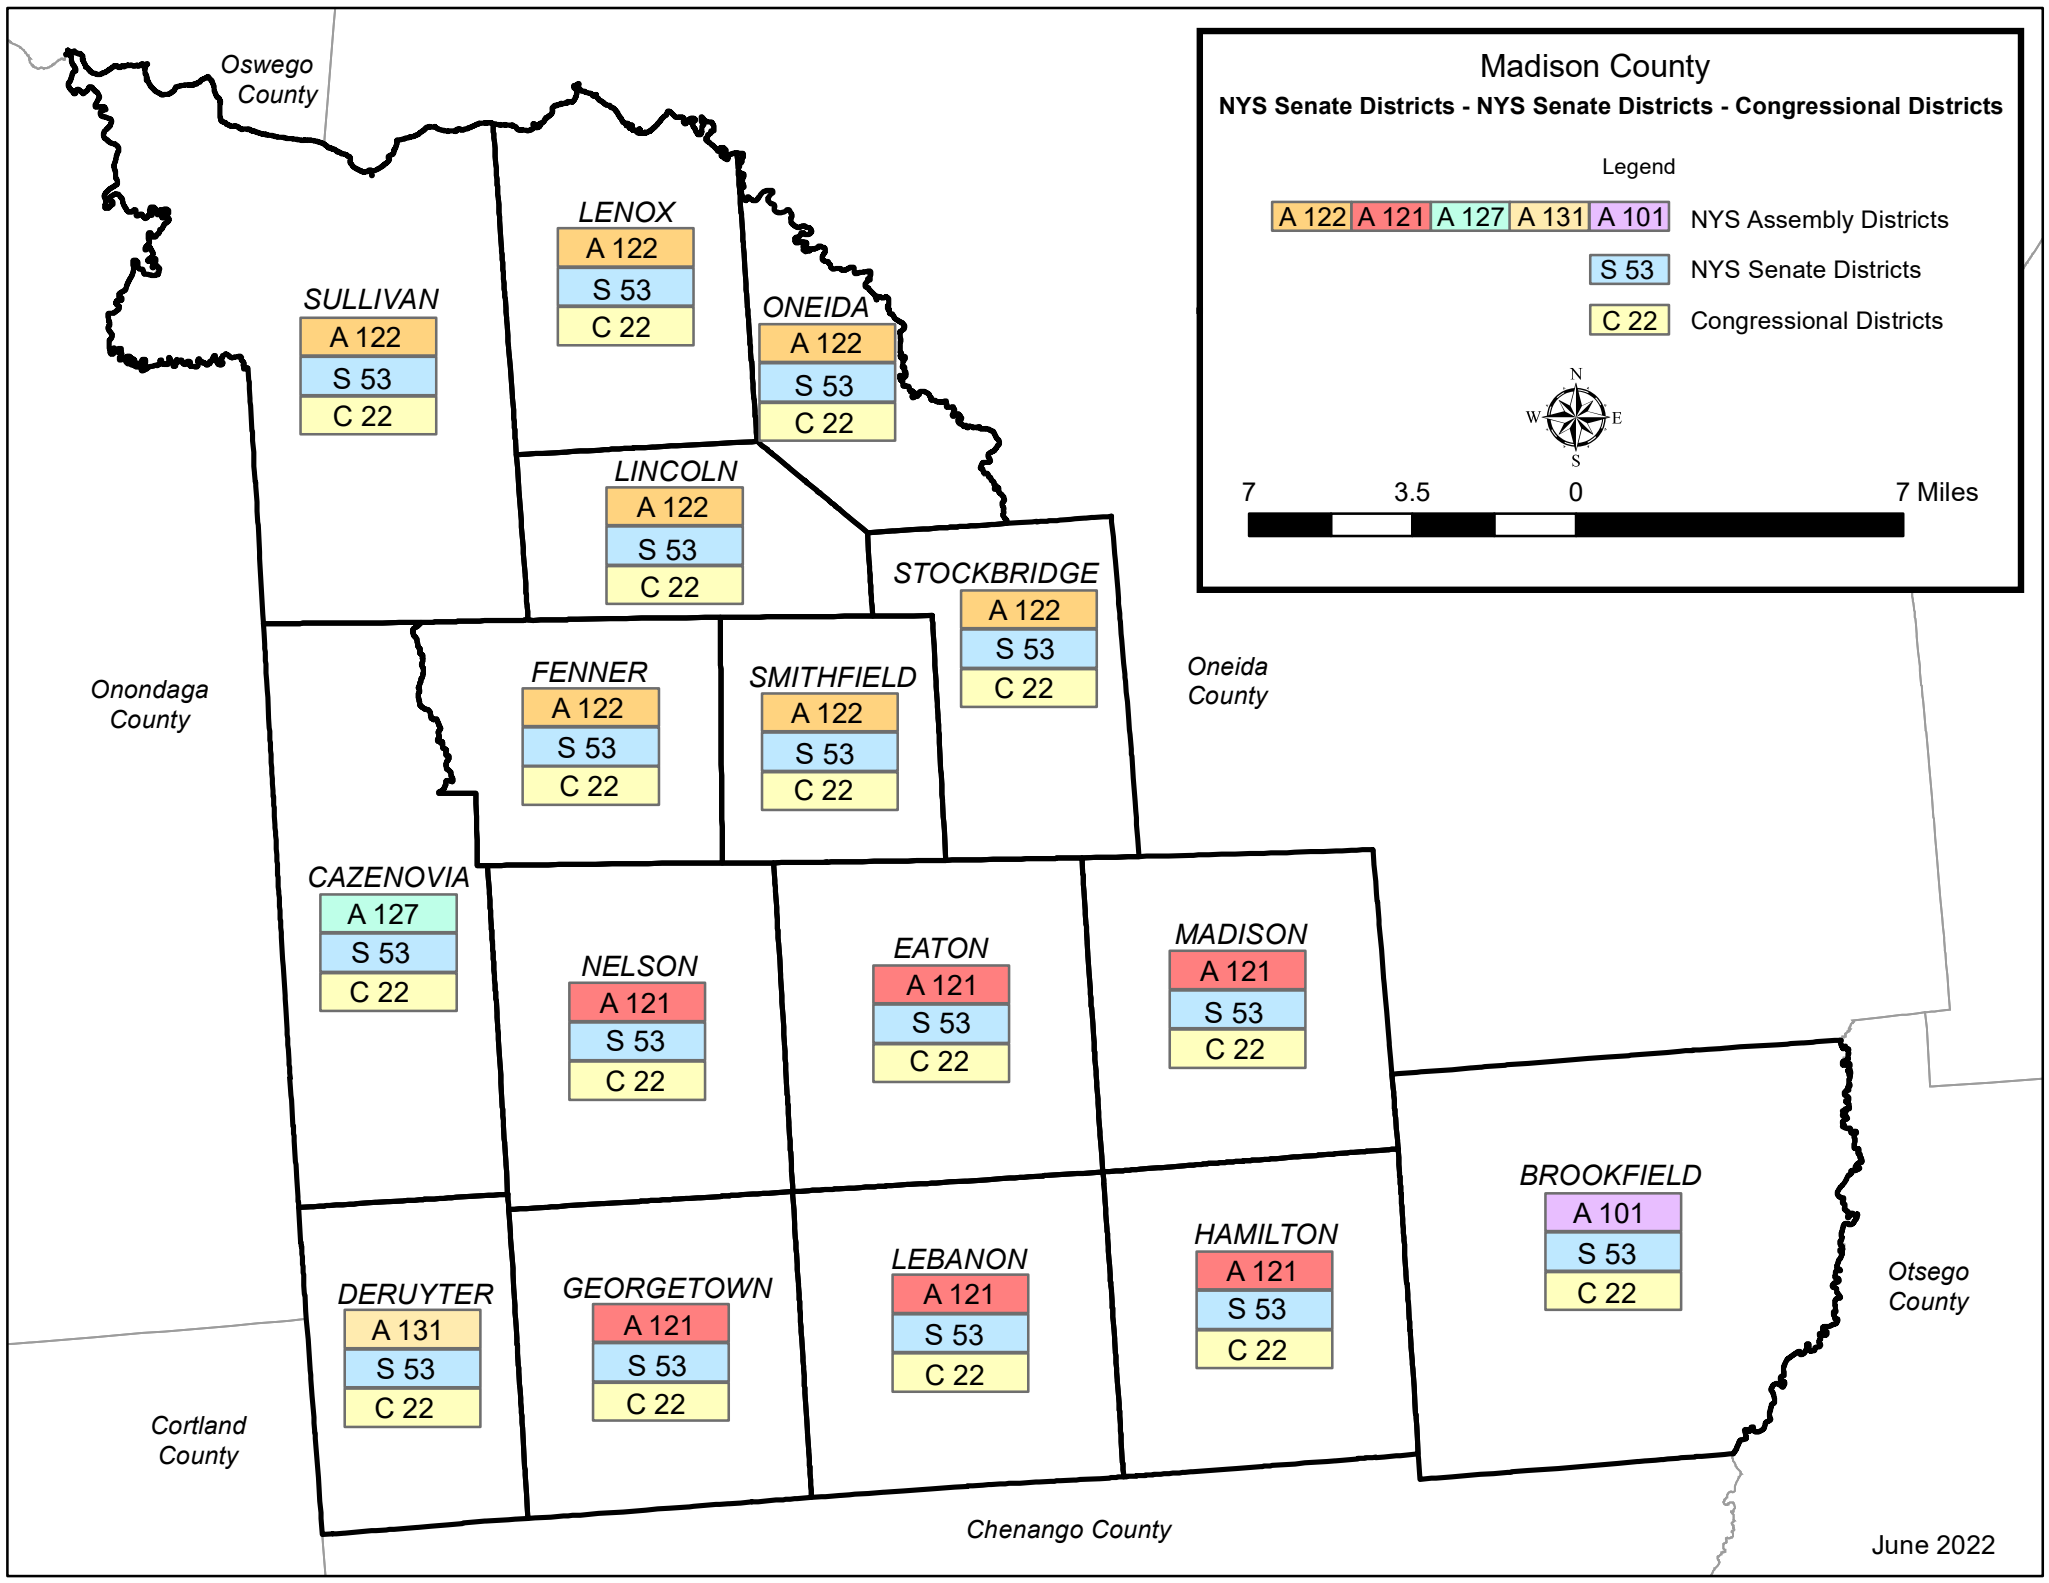 Oswego
County
Madison County
NYS Senate Districts - NYS Senate Districts - Congressional Districts
Legend
A 122 A 121 A 127 A 131 A 101 NYS Assembly Districts
S 53 NYS Senate Districts
C 22 Congressional Districts
N
W E
S
7 3.5 0 7 Miles
LENOX
A 122
S 53
C 22
SULLIVAN
A 122
S 53
C 22
ONEIDA
A 122
S 53
C 22
LINCOLN
A 122
S 53
C 22
STOCKBRIDGE
A 122
S 53
C 22
Onondaga
County
FENNER
A 122
S 53
C 22
SMITHFIELD
A 122
S 53
C 22
Oneida
County
CAZENOVIA
A 127
S 53
C 22
NELSON
A 121
S 53
C 22
EATON
A 121
S 53
C 22
MADISON
A 121
S 53
C 22
BROOKFIELD
A 101
S 53
C 22
DERUYTER
A 131
S 53
C 22
GEORGETOWN
A 121
S 53
C 22
LEBANON
A 121
S 53
C 22
HAMILTON
A 121
S 53
C 22
Otsego
County
Cortland
County
Chenango County
June 2022